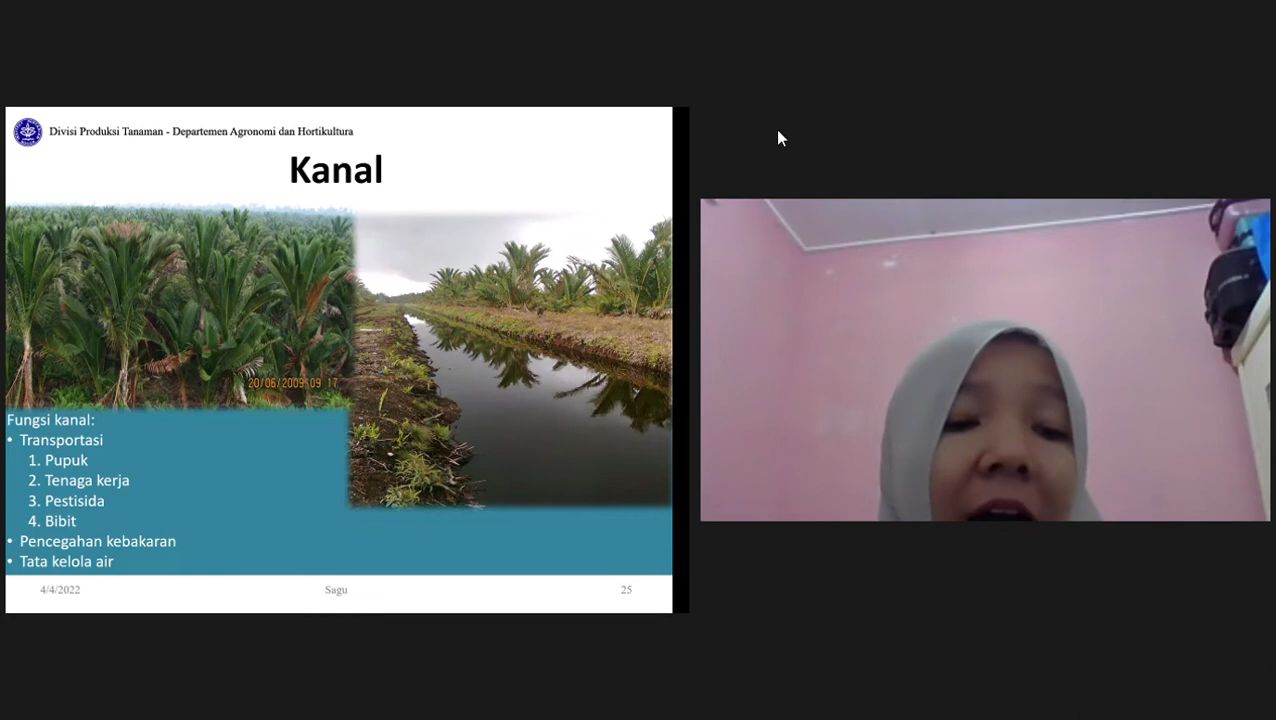 Divisi Produksi Tanaman - Departemen Agronomi dan Hortikultura
Kanal
20/06/2009 09 17
Fungsi kanal:
• Transportasi
1. Pupuk
2. Tenaga kerja
3. Pestisida
4. Bibit
• Pencegahan kebakaran
• Tata kelola air
4/4/2022
Sagu
25